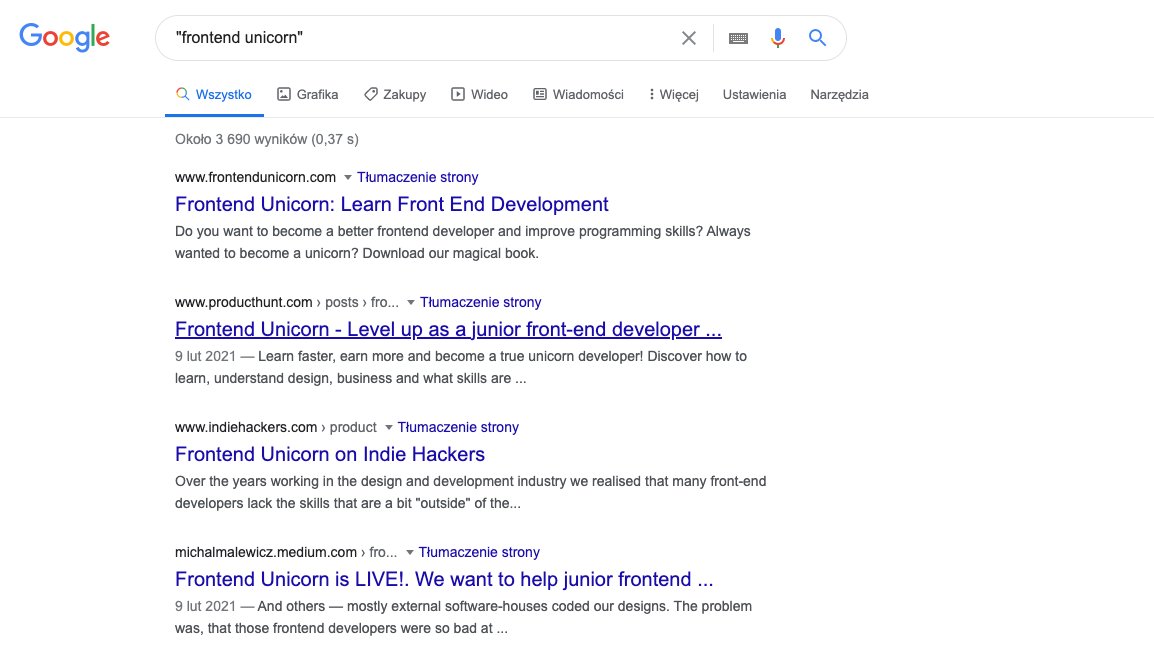 Google
"frontend unicorn"
Wszystko Grafika Zakupy Wideo Wiadomości Więcej Ustawienia Narzędzia
Około 3 690 wyników (0,37 s)
www.frontendunicorn.com Tłumaczenie strony
Frontend Unicorn: Learn Front End Development
Do you want to become a better frontend developer and improve programming skills? Always
wanted to become a unicorn? Download our magical book.
www.producthunt.com › posts › fro... Tłumaczenie strony
Frontend Unicorn - Level up as a junior front-end developer ...
9 lut 2021 — Learn faster, earn more and become a true unicorn developer! Discover how to
learn, understand design, business and what skills are ...
www.indiehackers.com › product Tłumaczenie strony
Frontend Unicorn on Indie Hackers
Over the years working in the design and development industry we realised that many front-end
developers lack the skills that are a bit "outside" of the...
michalmalewicz.medium.com › fro... Tłumaczenie strony
Frontend Unicorn is LIVE!. We want to help junior frontend ...
9 lut 2021 — And others — mostly external software-houses coded our designs. The problem
was, that those frontend developers were so bad at ...